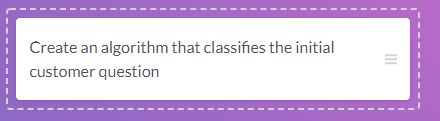 Create an algorithm that classifies the initial
customer question